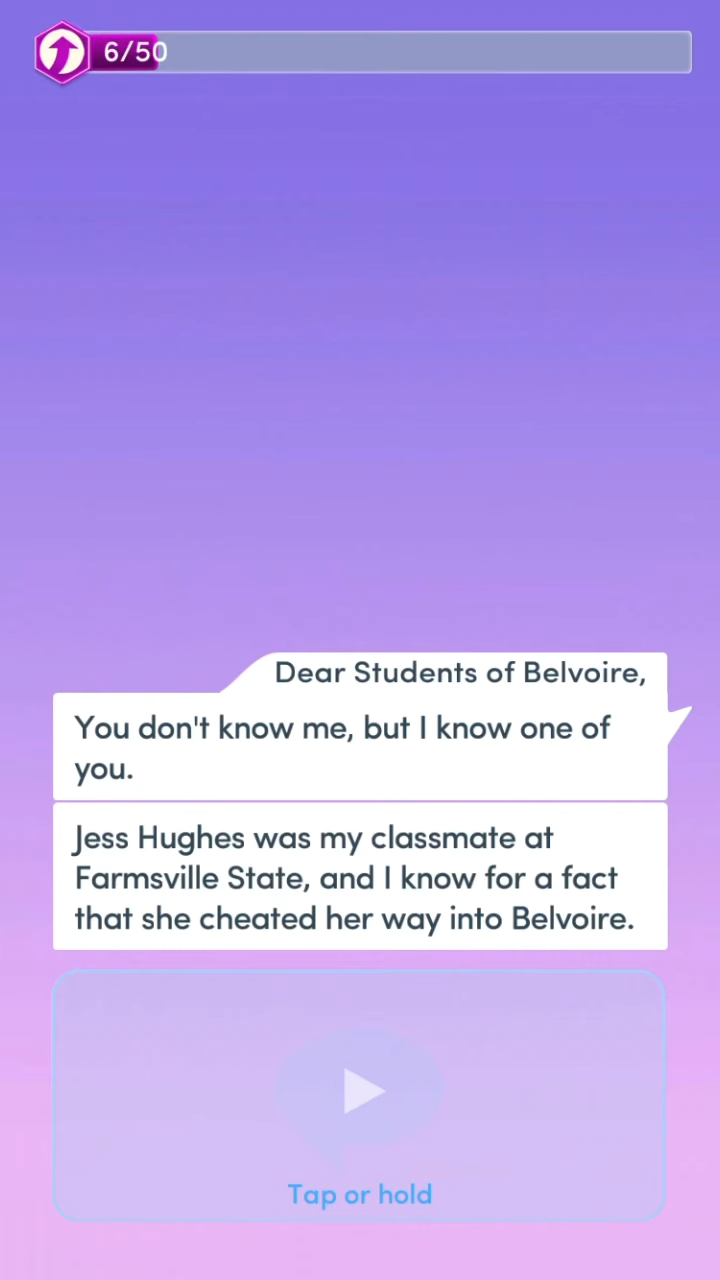 6/50
Dear Students of Belvoire,
You don't know me, but I know one of
you.
Jess Hughes was my classmate at
Farmsville State, and I know for a fact
that she cheated her way into Belvoire.
Tap or hold